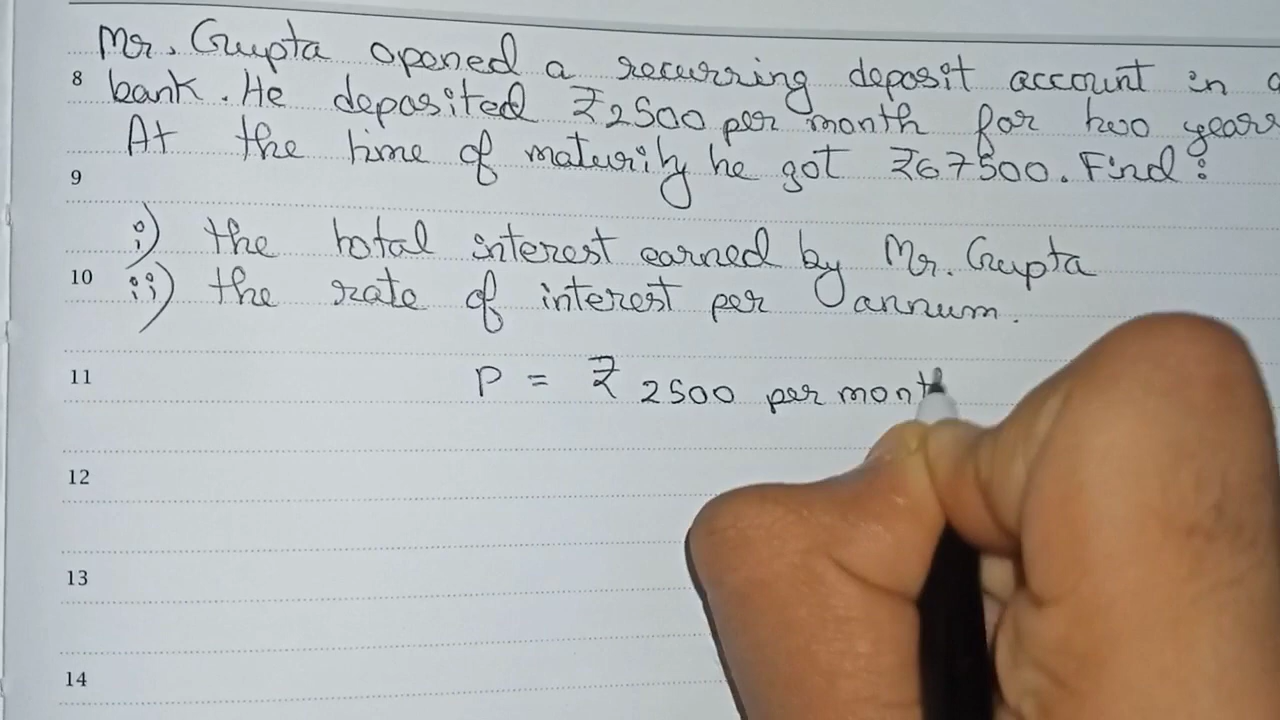 Mr. Gupta opened a recurring deposit account in a
8
bank. He deposited ₹2500 per month for two years
At the time of maturity he got ₹67500. Find:
9
i) the total interest earned by Mr. Gupta
10
ii) the rate of interest per annum.
11 P = ₹ 2500 per mont
12
13
14